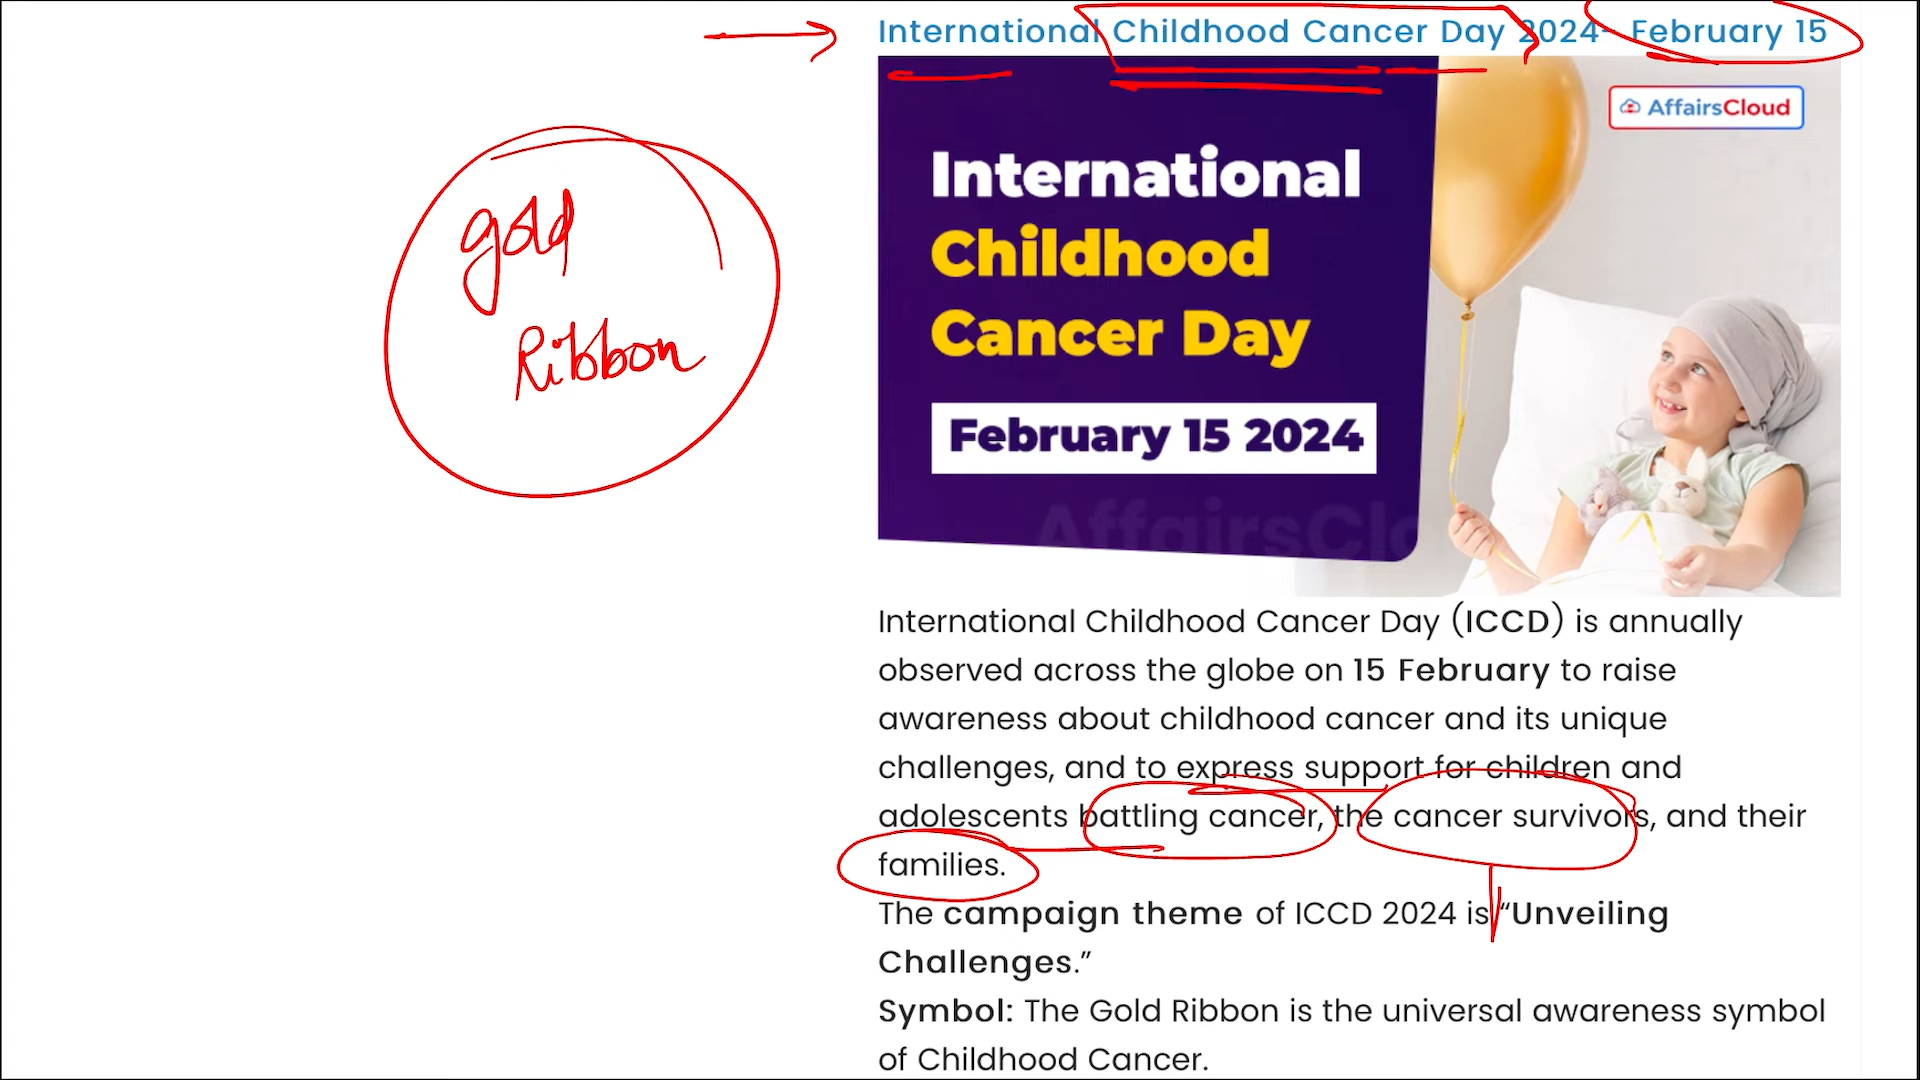 International Childhood Cancer Day 2024- February 15
AffairsCloud
gold
Ribbon
International
Childhood
Cancer Day
February 15 2024
AffairsClo
International Childhood Cancer Day (ICCD) is annually
observed across the globe on 15 February to raise
awareness about childhood cancer and its unique
challenges, and to express support for children and
adolescents battling cancer, the cancer survivors, and their
families.
The campaign theme of ICCD 2024 is “Unveiling
Challenges.”
Symbol: The Gold Ribbon is the universal awareness symbol
of Childhood Cancer.